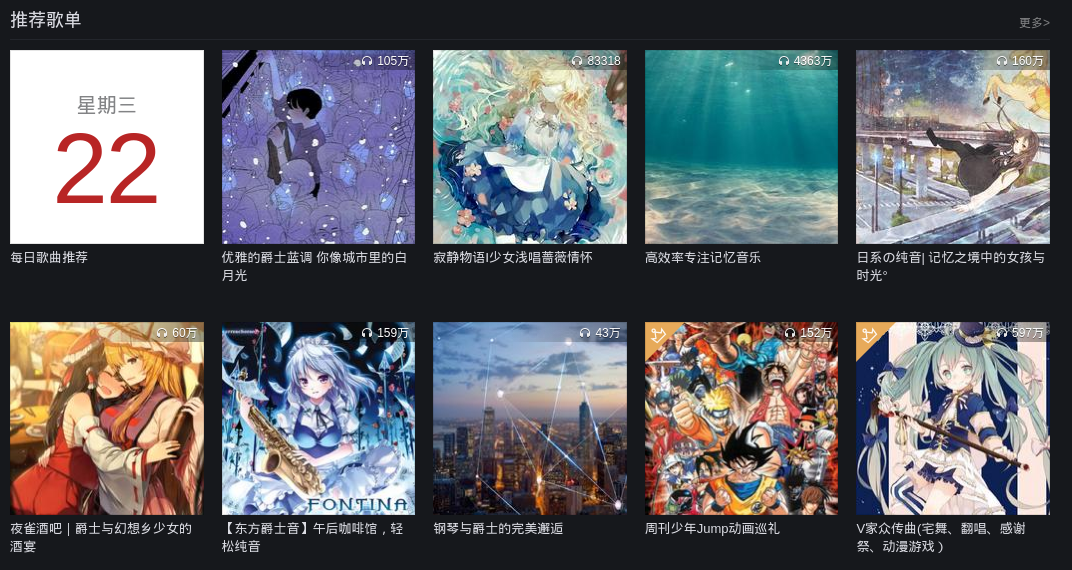 推荐歌单
更多>
星期三
22
105万
83318
4363万
160万
每日歌曲推荐
优雅的爵士蓝调 你像城市里的白
月光
寂静物语I少女浅唱蔷薇情怀
高效率专注记忆音乐
日系の纯音| 记忆之境中的女孩与
时光°
60万
159万
43万
152万
597万
FONTINA
夜雀酒吧｜爵士与幻想乡少女的
酒宴
【东方爵士音】午后咖啡馆，轻
松纯音
钢琴与爵士的完美邂逅
周刊少年Jump动画巡礼
V家众传曲(宅舞、翻唱、感谢
祭、动漫游戏）